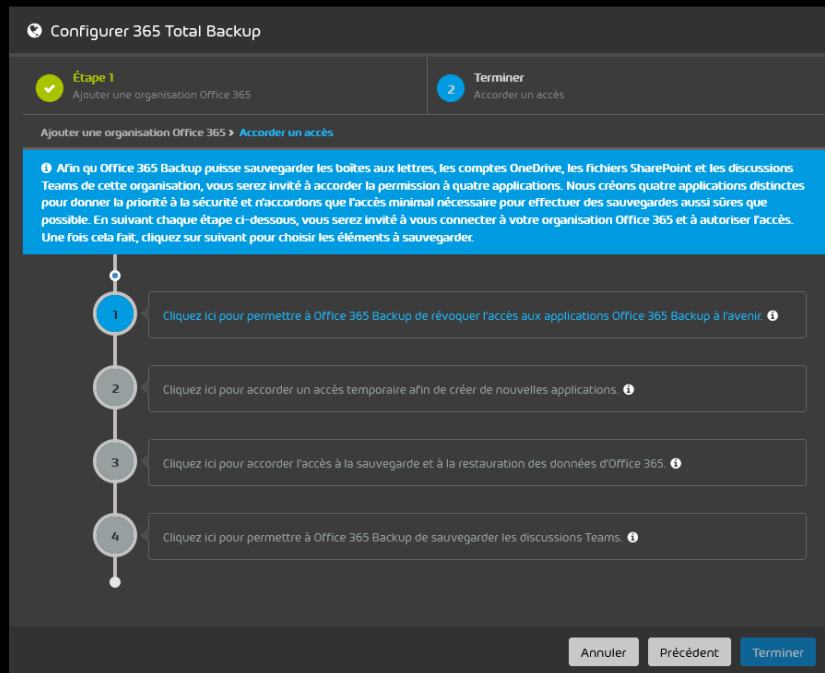 Configurer 365 Total Backup
Étape 1
Ajouter une organisation Office 365
2
Terminer
Accorder un accès
Ajouter une organisation Office 365 > Accorder un accès
Afin qu Office 365 Backup puisse sauvegarder les boîtes aux lettres, les comptes OneDrive, les fichiers SharePoint et les discussions
Teams de cette organisation, vous serez invité à accorder la permission à quatre applications. Nous créons quatre applications distinctes
pour donner la priorité à la sécurité et n'accordons que l'accès minimal nécessaire pour effectuer des sauvegardes aussi sûres que
possible. En suivant chaque étape ci-dessous, vous serez invité à vous connecter à votre organisation Office 365 et à autoriser l'accès.
Une fois cela fait, cliquez sur suivant pour choisir les éléments à sauvegarder.
1
Cliquez ici pour permettre à Office 365 Backup de révoquer l'accès aux applications Office 365 Backup à l'avenir.
2
Cliquez ici pour accorder un accès temporaire afin de créer de nouvelles applications.
3
Cliquez ici pour accorder l'accès à la sauvegarde et à la restauration des données d'Office 365.
4
Cliquez ici pour permettre à Office 365 Backup de sauvegarder les discussions Teams.
Annuler
Précédent
Terminer